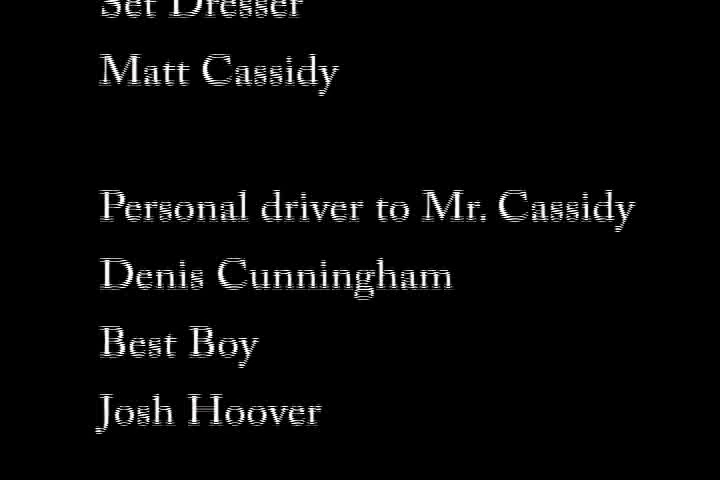 Set Dresser
Matt Cassidy
Personal driver to Mr. Cassidy
Denis Cunningham
Best Boy
Josh Hoover